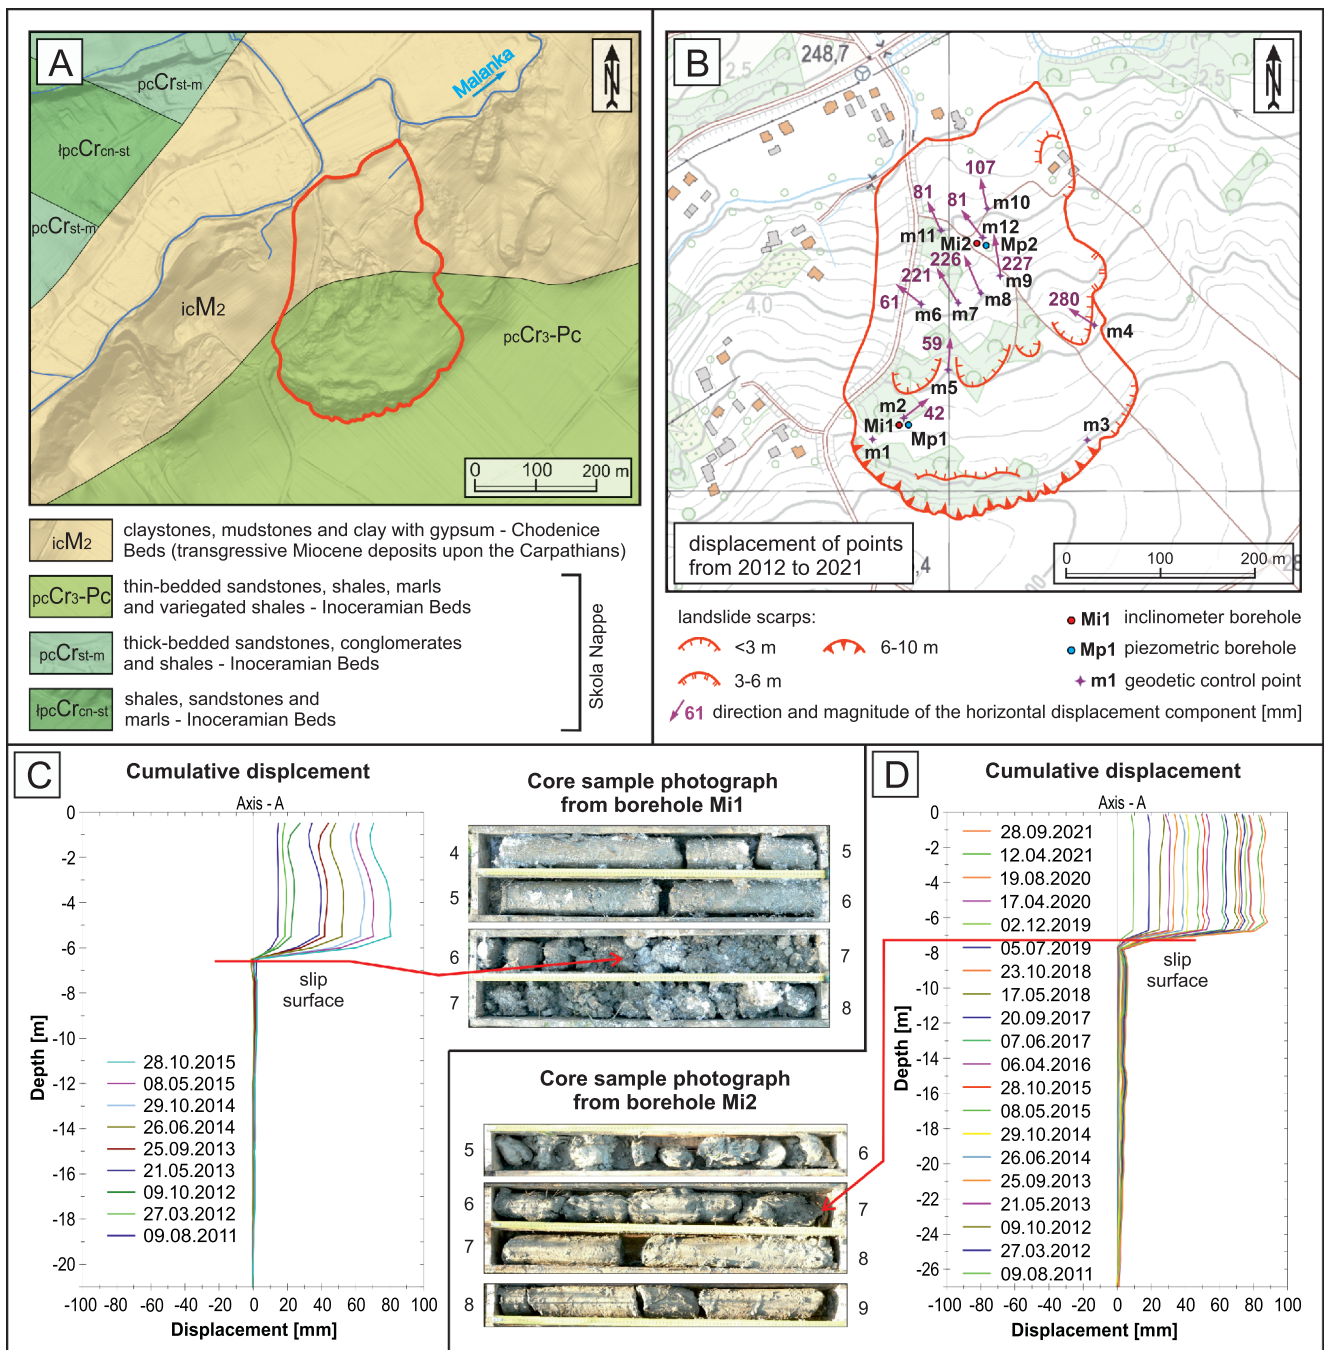 A
Malanka
N
pcCrst-m
łpcCrcn-st
pcCrst-m
icM2
pcCr3-Pc
0 100 200 m
icM2 claystones, mudstones and clay with gypsum - Chodenice
Beds (transgressive Miocene deposits upon the Carpathians)
pcCr3-Pc thin-bedded sandstones, shales, marls
and variegated shales - Inoceramian Beds
pcCrst-m thick-bedded sandstones, conglomerates
and shales - Inoceramian Beds
łpcCrcn-st shales, sandstones and
marls - Inoceramian Beds
Skola Nappe
B
248,7
2,5
2,5
N
107
81
81
m10
m11
m12
Mi2
Mp2
226
227
221
m9
61
m8
280
m6
m7
m4
4,0
59
m5
m2
42
Mi1
Mp1
m3
m1
displacement of points
from 2012 to 2021
,4
0 100 200 m
landslide scarps:
<3 m
6-10 m
3-6 m
Mi1 inclinometer borehole
Mp1 piezometric borehole
m1 geodetic control point
61 direction and magnitude of the horizontal displacement component [mm]
C
Cumulative displcement
Axis - A
0
-2
-4
-6
-8
-10
-12
-14
-16
-18
-20
Depth [m]
slip
surface
28.10.2015
08.05.2015
29.10.2014
26.06.2014
25.09.2013
21.05.2013
09.10.2012
27.03.2012
09.08.2011
-100 -80 -60 -40 -20 0 20 40 60 80 100
Displacement [mm]
Core sample photograph
from borehole Mi1
4 5
5 6
6 7
7 8
Core sample photograph
from borehole Mi2
5 6
6 7
7 8
8 9
D
Cumulative displacement
Axis - A
0
-2
-4
-6
-8
-10
-12
-14
-16
-18
-20
-22
-24
-26
Depth [m]
slip
surface
28.09.2021
12.04.2021
19.08.2020
17.04.2020
02.12.2019
05.07.2019
23.10.2018
17.05.2018
20.09.2017
07.06.2017
06.04.2016
28.10.2015
08.05.2015
29.10.2014
26.06.2014
25.09.2013
21.05.2013
09.10.2012
27.03.2012
09.08.2011
-100 -80 -60 -40 -20 0 20 40 60 80 100
Displacement [mm]